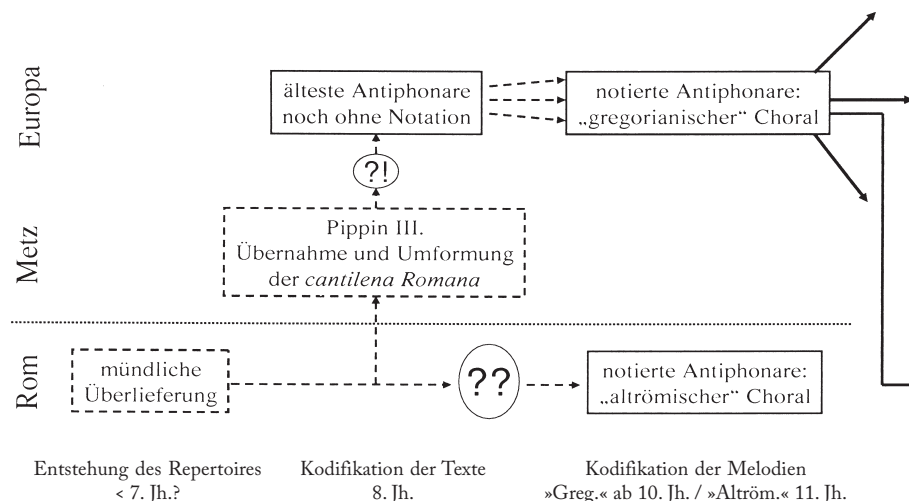 Europa
älteste Antiphonare
noch ohne Notation
notierte Antiphonare:
„gregorianischer“ Choral
?!
Metz
Pippin III.
Übernahme und Umformung
der cantilena Romana
Rom
mündliche
Überlieferung
??
notierte Antiphonare:
„altrömischer“ Choral
Entstehung des Repertoires
< 7. Jh.?
Kodifikation der Texte
8. Jh.
Kodifikation der Melodien
»Greg.« ab 10. Jh. / »Altröm.« 11. Jh.